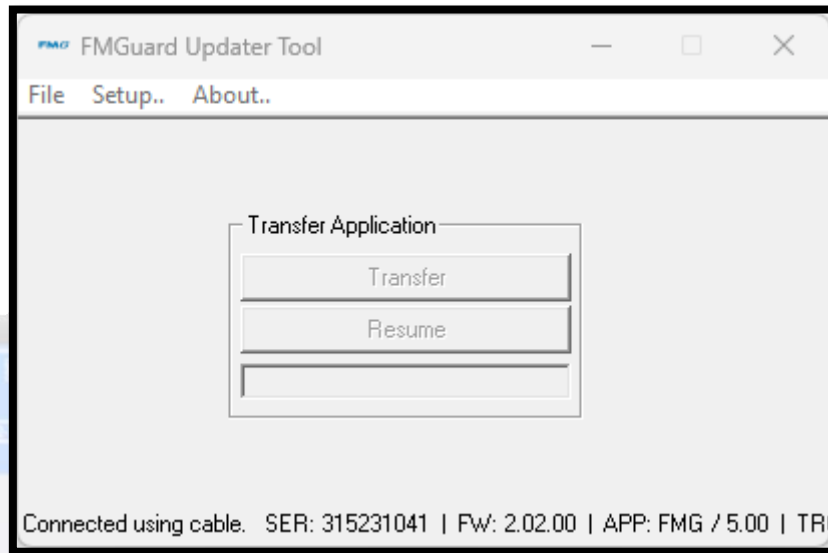 FMG FMGuard Updater Tool
File Setup.. About..
Transfer Application
Transfer
Resume
Connected using cable. SER: 315231041 | FW: 2.02.00 | APP: FMG / 5.00 |